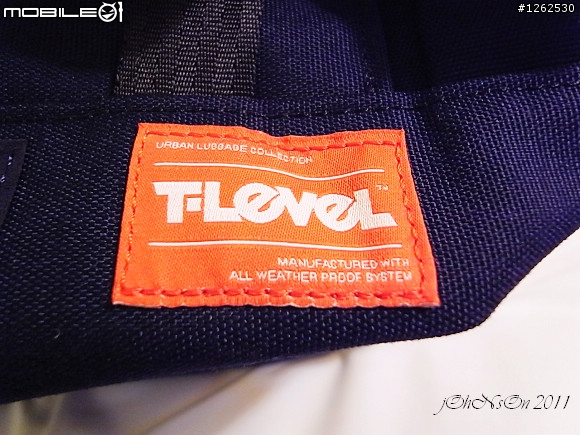 MOBILE01
#1262530
URBAN LUGGAGE COLLECTION
T-LeVeL™
MANUFACTURED WITH
ALL WEATHER PROOF SYSTEM
jOhNsOn 2011